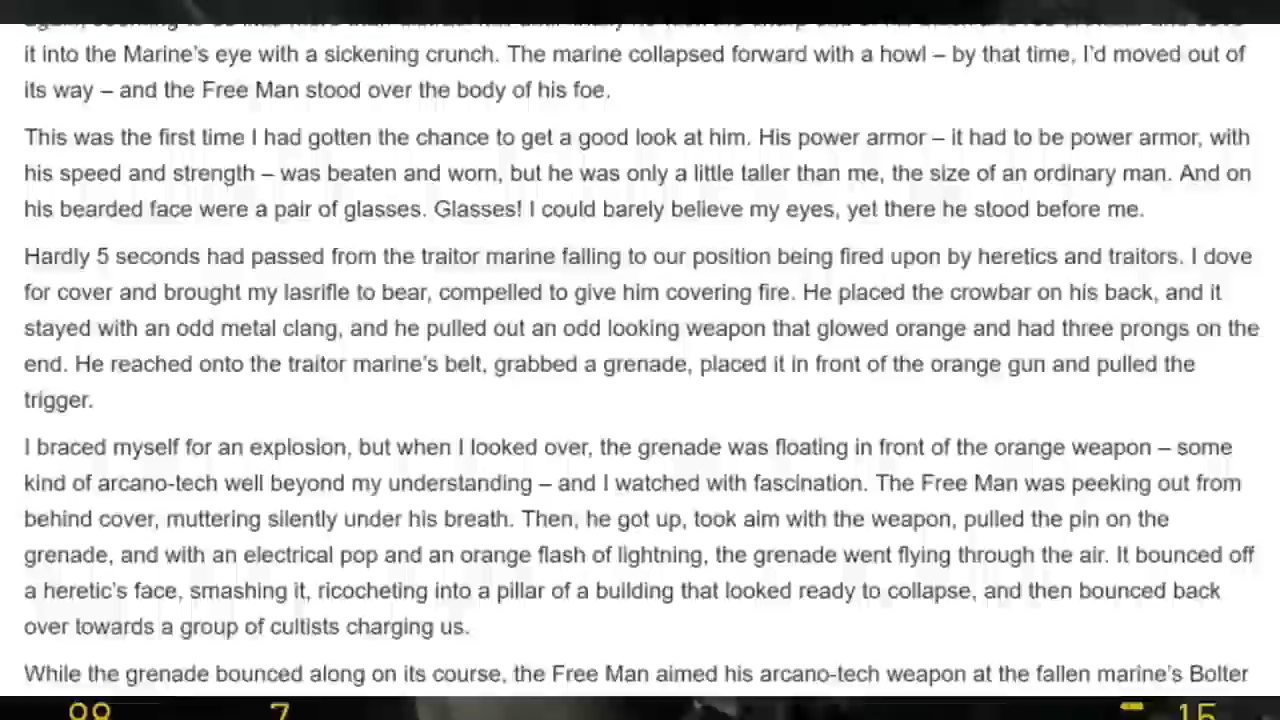 it into the Marine's eye with a sickening crunch. The marine collapsed forward with a howl – by that time, I'd moved out of
its way – and the Free Man stood over the body of his foe.
This was the first time I had gotten the chance to get a good look at him. His power armor – it had to be power armor, with
his speed and strength – was beaten and worn, but he was only a little taller than me, the size of an ordinary man. And on
his bearded face were a pair of glasses. Glasses! I could barely believe my eyes, yet there he stood before me.
Hardly 5 seconds had passed from the traitor marine falling to our position being fired upon by heretics and traitors. I dove
for cover and brought my lasrifle to bear, compelled to give him covering fire. He placed the crowbar on his back, and it
stayed with an odd metal clang, and he pulled out an odd looking weapon that glowed orange and had three prongs on the
end. He reached onto the traitor marine's belt, grabbed a grenade, placed it in front of the orange gun and pulled the
trigger.
I braced myself for an explosion, but when I looked over, the grenade was floating in front of the orange weapon – some
kind of arcano-tech well beyond my understanding – and I watched with fascination. The Free Man was peeking out from
behind cover, muttering silently under his breath. Then, he got up, took aim with the weapon, pulled the pin on the
grenade, and with an electrical pop and an orange flash of lightning, the grenade went flying through the air. It bounced off
a heretic's face, smashing it, ricocheting into a pillar of a building that looked ready to collapse, and then bounced back
over towards a group of cultists charging us.
While the grenade bounced along on its course, the Free Man aimed his arcano-tech weapon at the fallen marine's Bolter
7
15